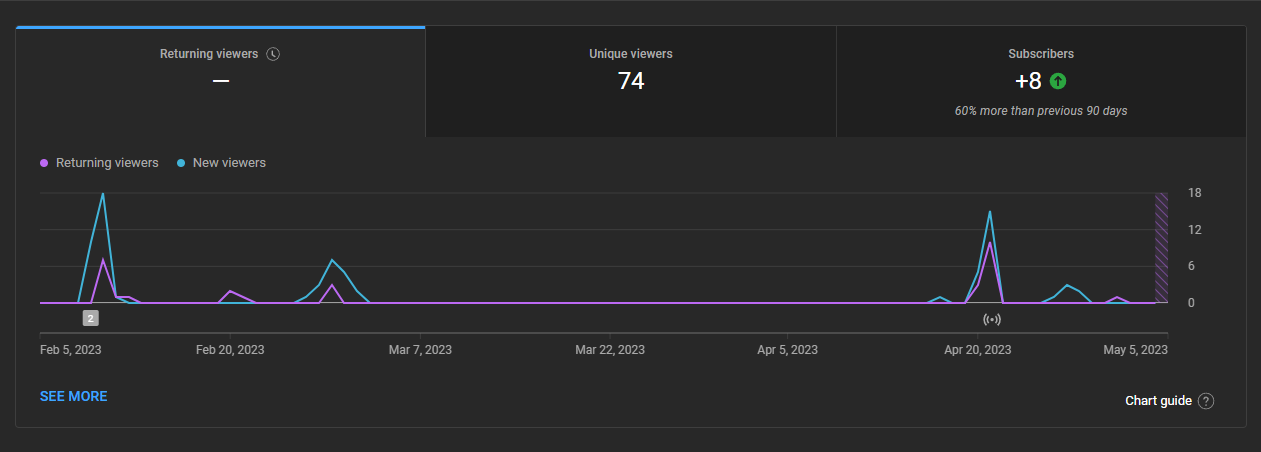 Returning viewers
—
Unique viewers
74
Subscribers
+8
60% more than previous 90 days
Returning viewers New viewers
18
12
6
0
2
Feb 5, 2023 Feb 20, 2023 Mar 7, 2023 Mar 22, 2023 Apr 5, 2023 Apr 20, 2023 May 5, 2023
SEE MORE
Chart guide ?